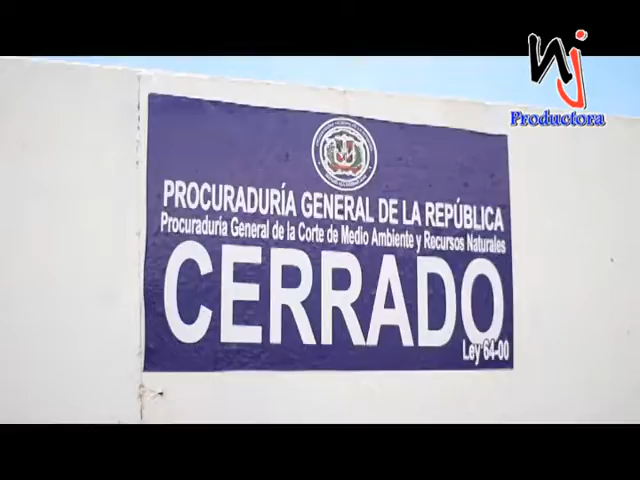 nj
Productora
PROCURADURÍA GENERAL DE LA REPÚBLICA
Procuraduría General de la Corte de Medio Ambiente y Recursos Naturales
CERRADO
Ley 64-00